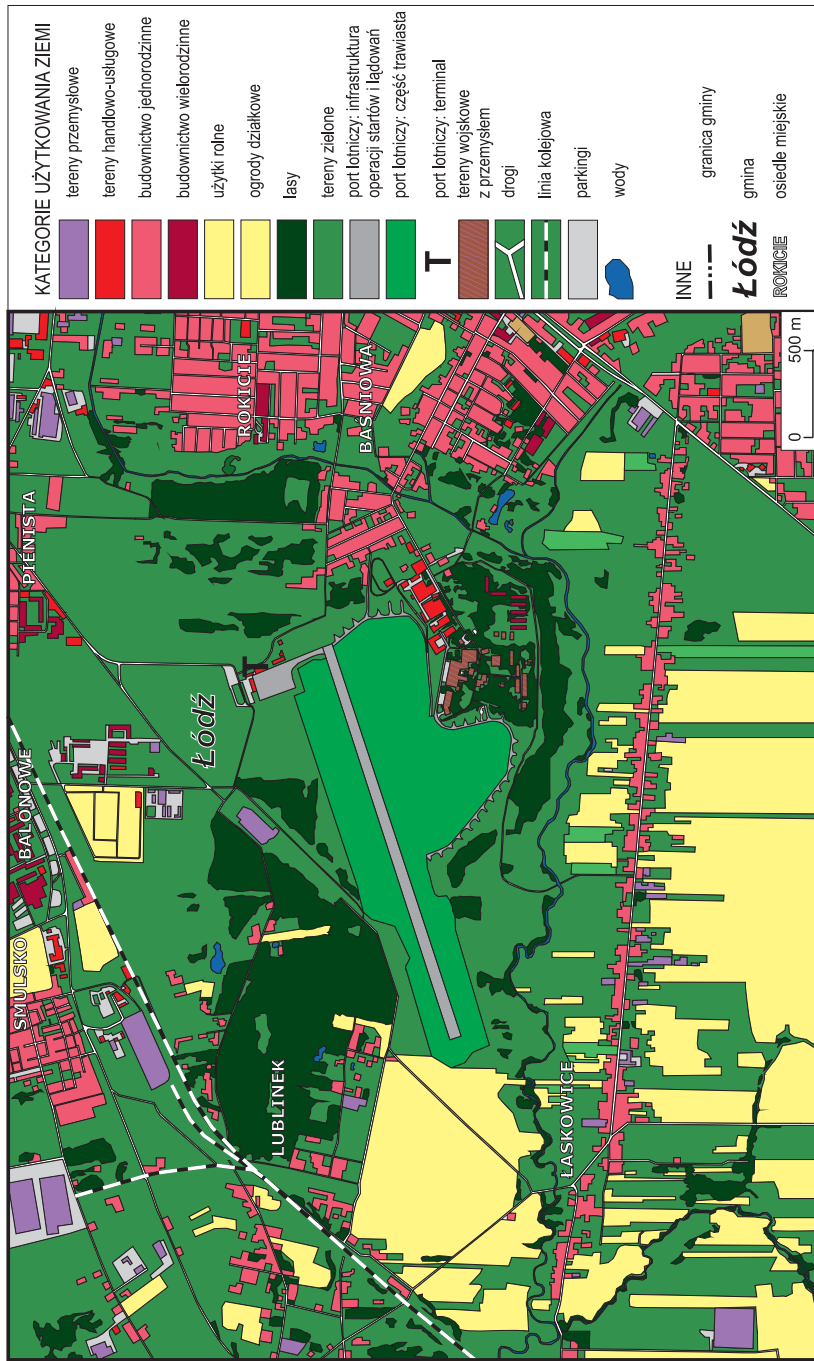 KATEGORIE UŻYTKOWANIA ZIEMI
tereny przemysłowe
tereny handlowo-usługowe
budownictwo jednorodzinne
budownictwo wielorodzinne
użytki rolne
ogrody działkowe
lasy
tereny zielone
port lotniczy: infrastruktura
operacji startów i lądowań
port lotniczy: część trawiasta
T
port lotniczy: terminal
tereny wojskowe
z przemysłem
drogi
linia kolejowa
parkingi
wody
INNE
granica gminy
Łódź
gmina
ROKICIE
osiedle miejskie
SMULSKO
BALONOWE
PIENISTA
Łódź
T
ROKICIE
LUBLINEK
BAŚNIOWA
ŁASKOWICE
0 500 m